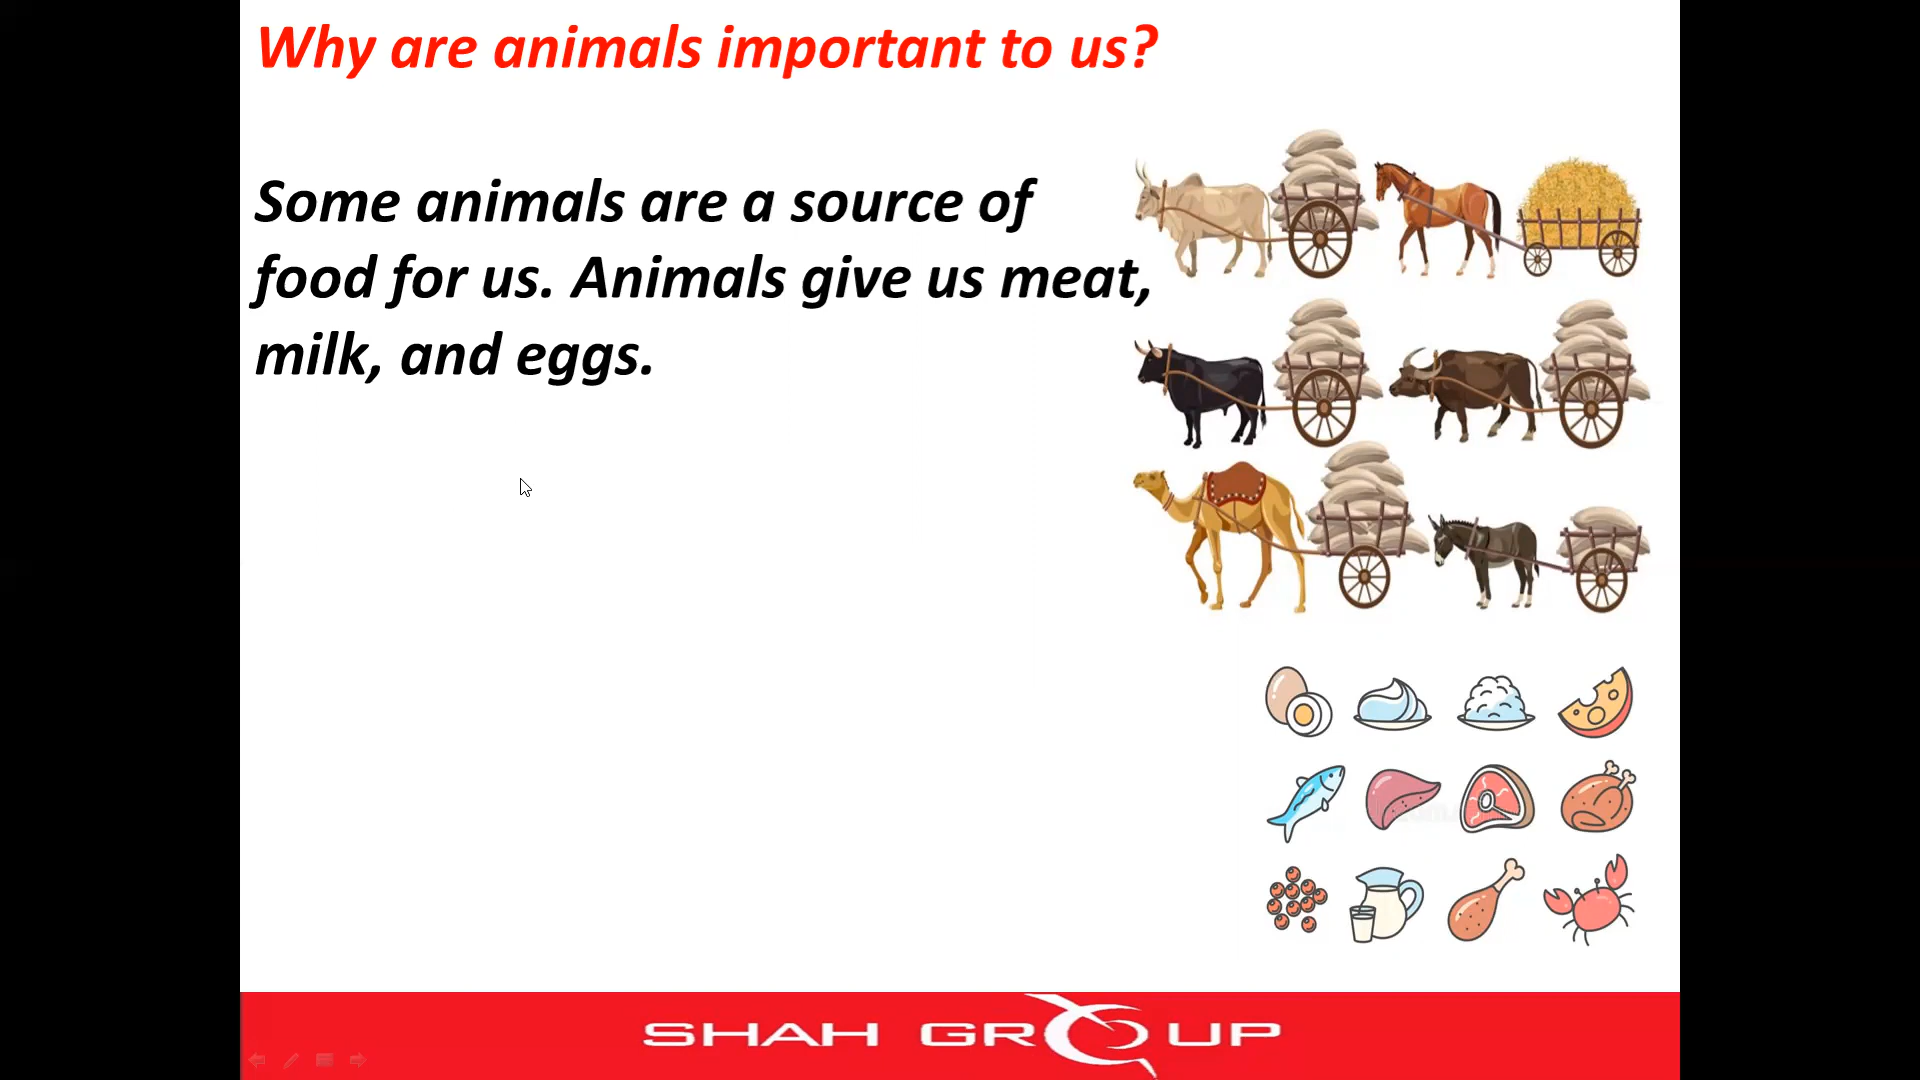 Why are animals important to us?
Some animals are a source of
food for us. Animals give us meat,
milk, and eggs.
SHAH GROUP